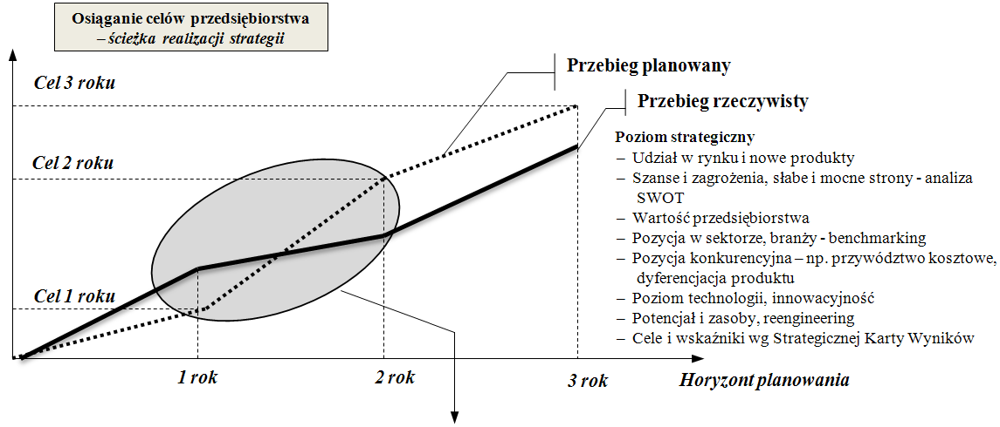 Osiąganie celów przedsiębiorstwa
– ścieżka realizacji strategii
Cel 3 roku
Przebieg planowany
Przebieg rzeczywisty
Poziom strategiczny
– Udział w rynku i nowe produkty
– Szanse i zagrożenia, słabe i mocne strony - analiza
SWOT
– Wartość przedsiębiorstwa
– Pozycja w sektorze, branży - benchmarking
– Pozycja konkurencyjna – np. przywództwo kosztowe,
dyferencjacja produktu
– Poziom technologii, innowacyjność
– Potencjał i zasoby, reengineering
– Cele i wskaźniki wg Strategicznej Karty Wyników
Cel 2 roku
Cel 1 roku
1 rok
2 rok
3 rok
Horyzont planowania